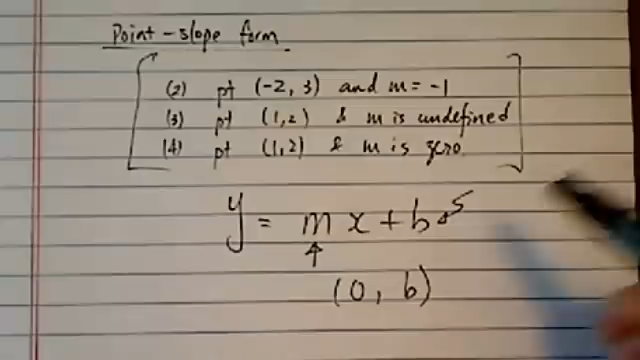 Point-slope form
(2) pt (-2, 3) and m = -1
(3) pt (1,2) & m is undefined
(4) pt (1,2) & m is zero
y = mx + b
(0, b)